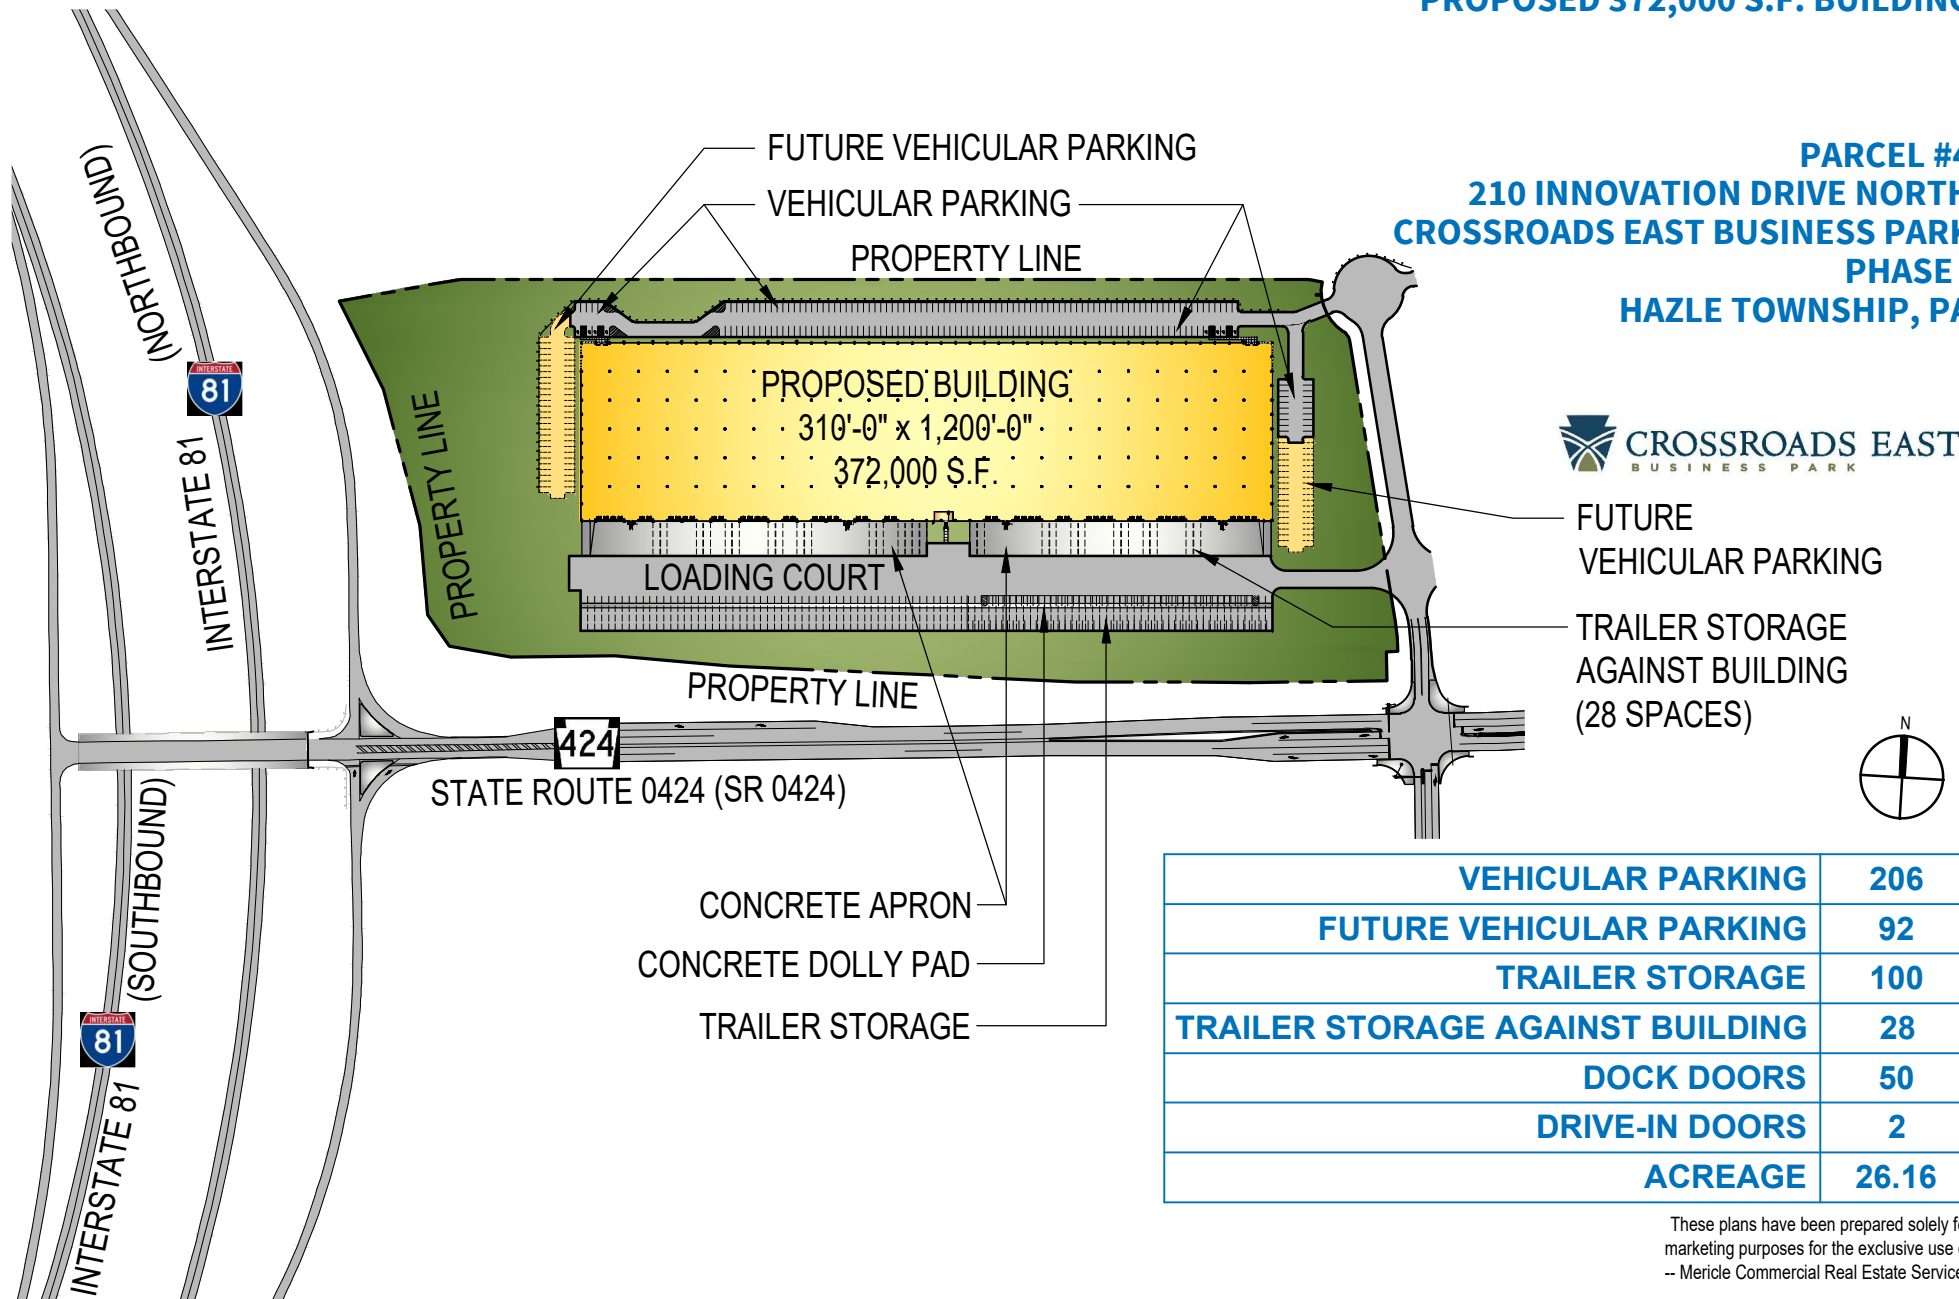 PROPOSED 372,000 S.F. BUILDING
PARCEL #4
210 INNOVATION DRIVE NORTH
CROSSROADS EAST BUSINESS PARK
PHASE
HAZLE TOWNSHIP, PA
FUTURE VEHICULAR PARKING
VEHICULAR PARKING
PROPERTY LINE
(NORTHBOUND)
INTERSTATE
81
INTERSTATE 81
PROPERTY LINE
PROPOSED BUILDING
310'-0" x 1,200'-0"
372,000 S.F.
CROSSROADS EAST
BUSINESS PARK
FUTURE
VEHICULAR PARKING
LOADING COURT
TRAILER STORAGE
AGAINST BUILDING
(28 SPACES)
PROPERTY LINE
424
STATE ROUTE 0424 (SR 0424)
N
(SOUTHBOUND)
INTERSTATE
81
INTERSTATE 81
CONCRETE APRON
CONCRETE DOLLY PAD
TRAILER STORAGE
VEHICULAR PARKING 206
FUTURE VEHICULAR PARKING 92
TRAILER STORAGE 100
TRAILER STORAGE AGAINST BUILDING 28
DOCK DOORS 50
DRIVE-IN DOORS 2
ACREAGE 26.16
These plans have been prepared solely
marketing purposes for the exclusive use
-- Mericle Commercial Real Estate Service